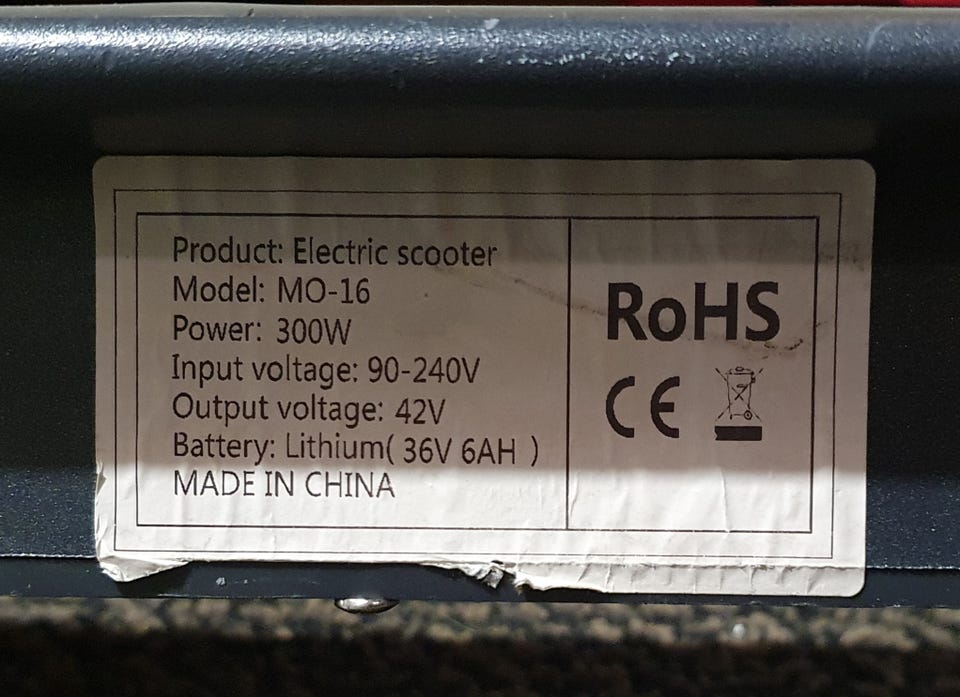 Product: Electric scooter
Model: MO-16
Power: 300W
Input voltage: 90-240V
Output voltage: 42V
Battery: Lithium( 36V 6AH )
MADE IN CHINA
RoHS
CE